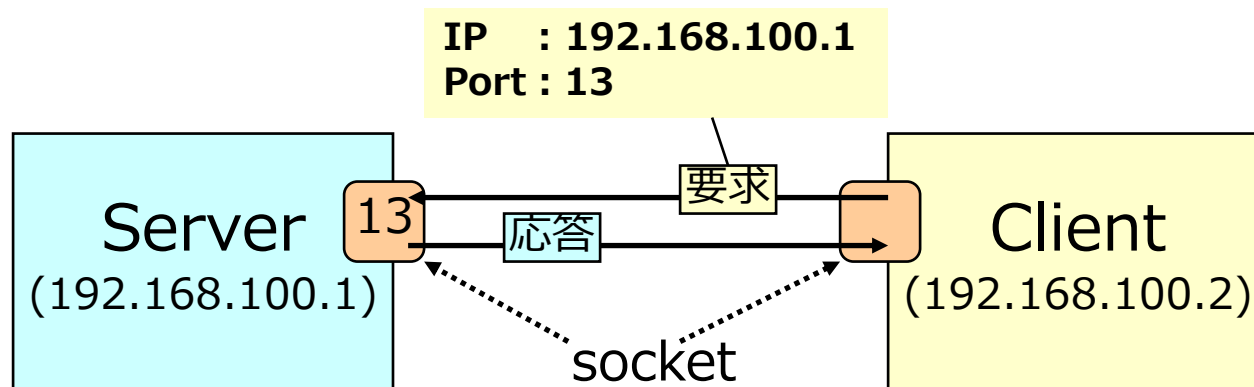 IP : 192.168.100.1
Port : 13
要求
Server
13
応答
Client
(192.168.100.1)
(192.168.100.2)
socket